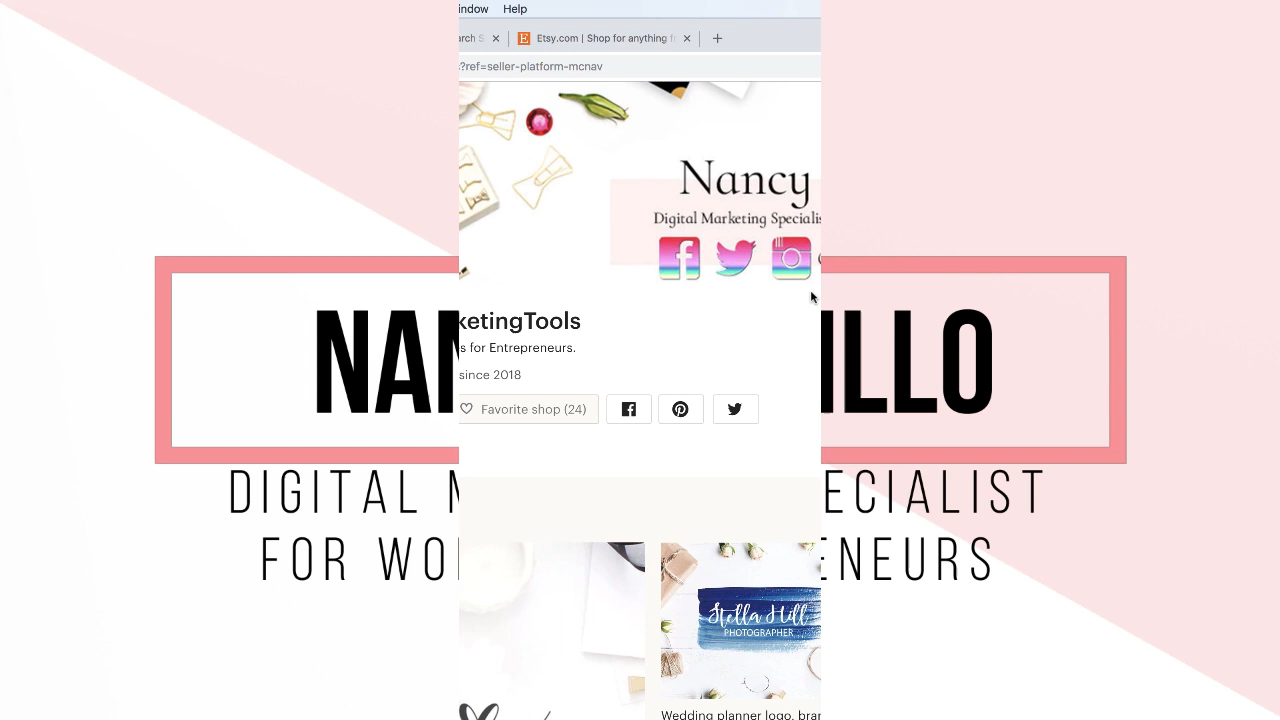 indow Help
arch S
Etsy.com | Shop for anything f
?ref=seller-platform-mcnav
Nancy
Digital Marketing Specialis
ketingTools
s for Entrepreneurs.
since 2018
Favorite shop (24)
NAN ILLO
DIGITAL M ECIALIST
FOR WO ENEURS
Stella Hill
PHOTOGRAPHER
Wedding planner logo, bran